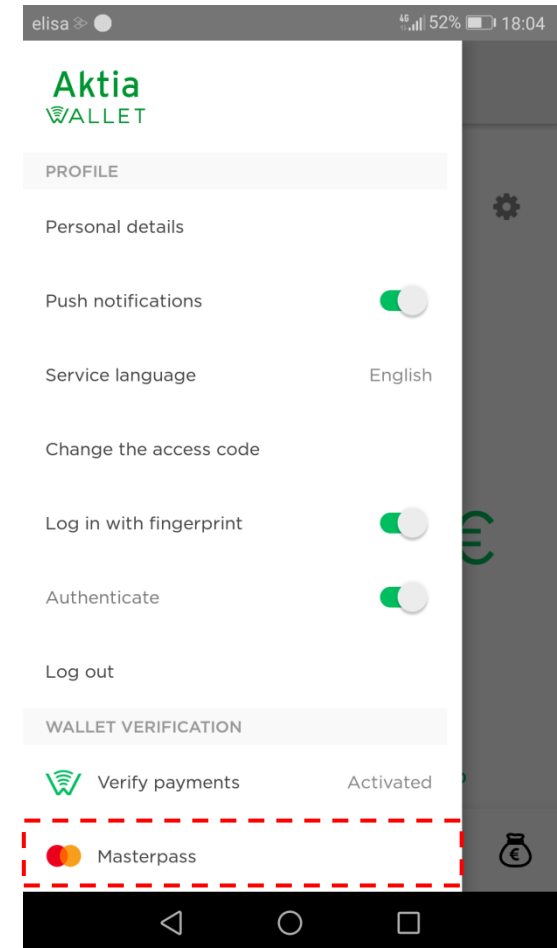 elisa 4G 52% 18:04
Aktia
WALLET
PROFILE
Personal details
Push notifications
Service language English
Change the access code
Log in with fingerprint
€
Authenticate
Log out
WALLET VERIFICATION
Verify payments Activated
Masterpass €